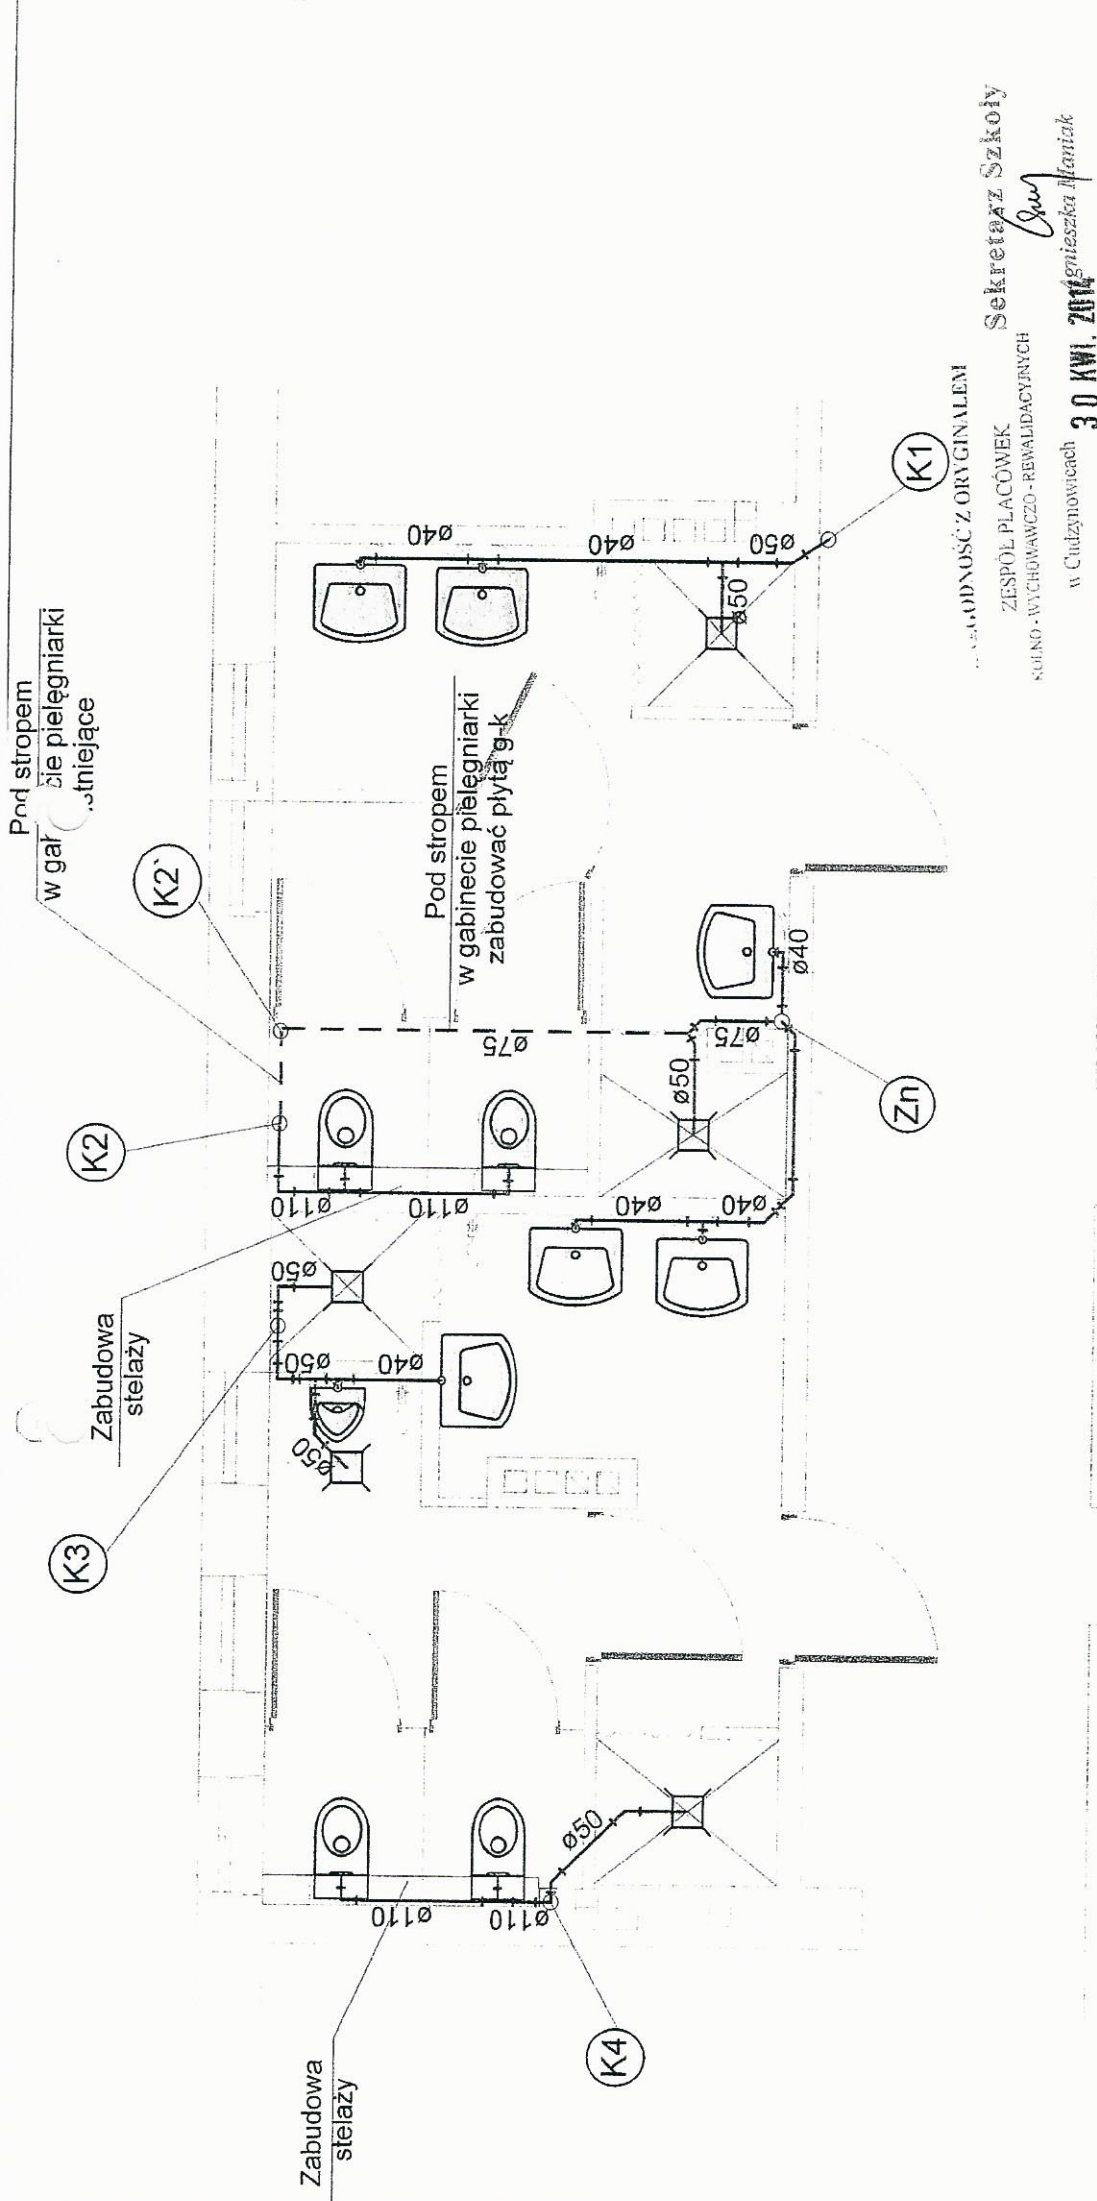 Pod stropem
pielęgniarki
K2`
K2
K3
Zabudowa
stelaży
Pod stropem
w gabinecie pielęgniarki
zabudować płytą g-k
ø40
ø40
ø50
ø50
K1
ø75
ø50
ø75
ø40
Zn
ø110
ø110
ø40
ø40
ø50
ø50
ø40
ø50
Zabudowa
stelaży
ø110
ø110
ø50
K4
Z ORYGINAŁEM
ZESPÓŁ PLACÓWEK
WYCHOWAWCZO-REWALIDACYJNYCH
w Cudzynowicach
30 KWI. 2014
Sekretarz Szkoły
Agnieszka Maniak